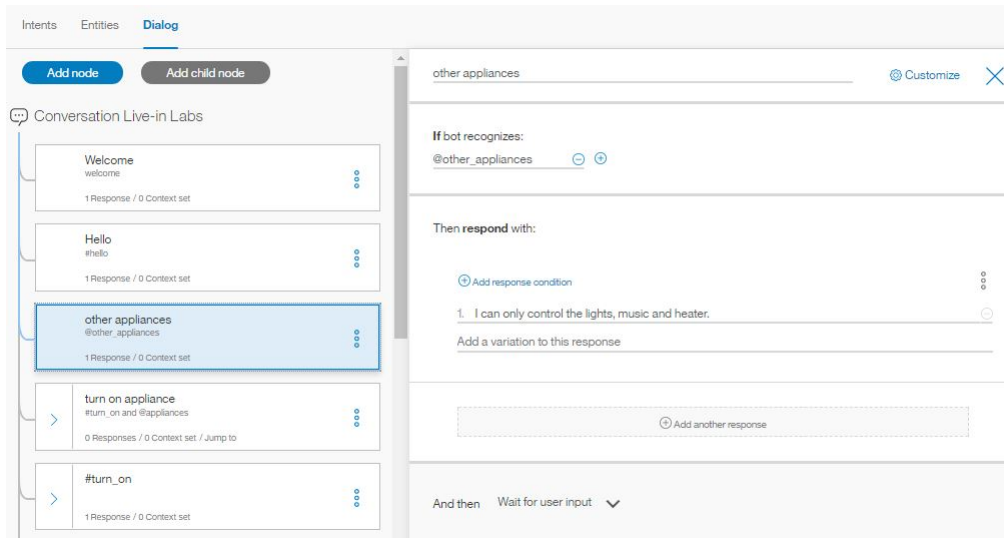 Intents Entities Dialog
Add node Add child node
Conversation Live-in Labs
Welcome
welcome
1 Response / 0 Context set
Hello
#hello
1 Response / 0 Context set
other appliances
@other_appliances
1 Response / 0 Context set
turn on appliance
#turn_on and @appliances
0 Responses / 0 Context set / Jump to
#turn_on
1 Response / 0 Context set
other appliances Customize
If bot recognizes:
@other_appliances
Then respond with:
Add response condition
1. I can only control the lights, music and heater.
Add a variation to this response
Add another response
And then Wait for user input